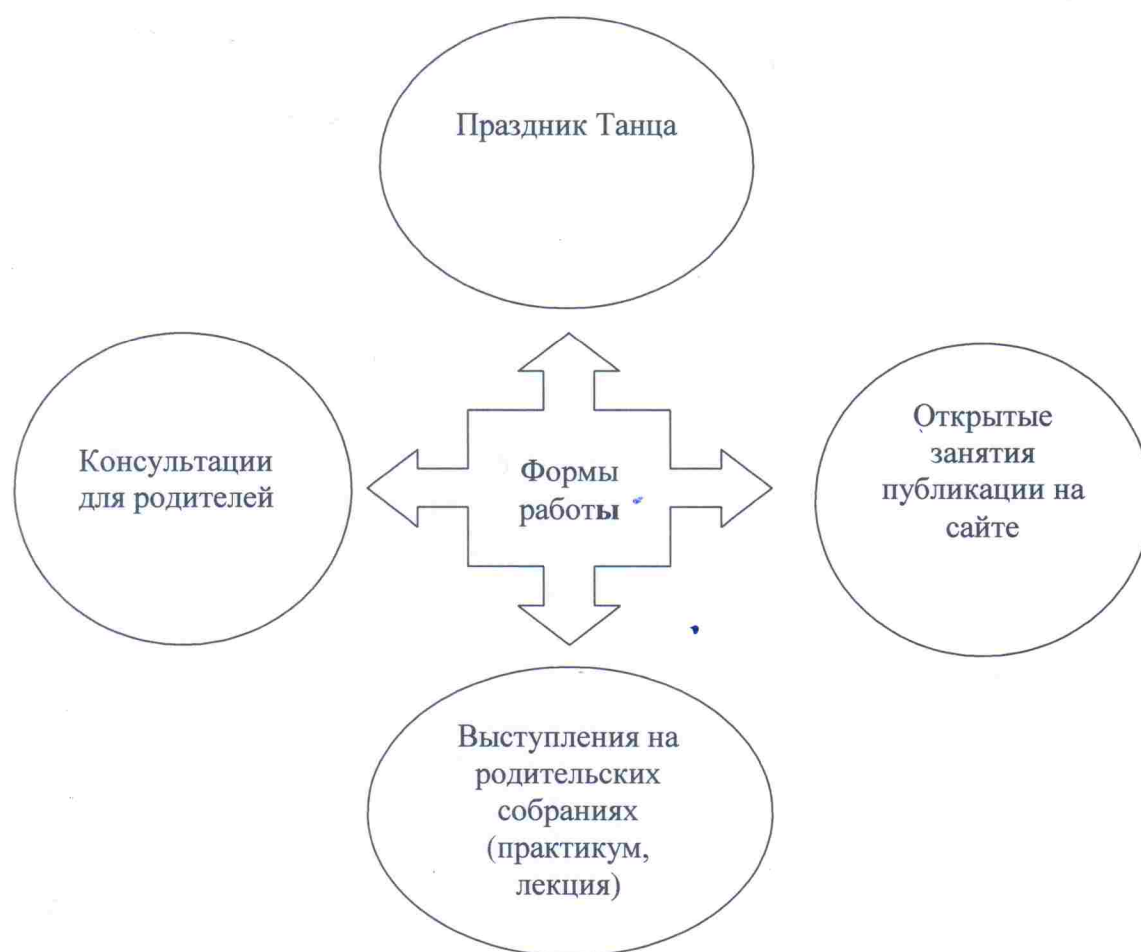 Праздник Танца
Консультации
для родителей
Формы
работы
Открытые
занятия
публикации на
сайте
Выступления на
родительских
собраниях
(практикум,
лекция)